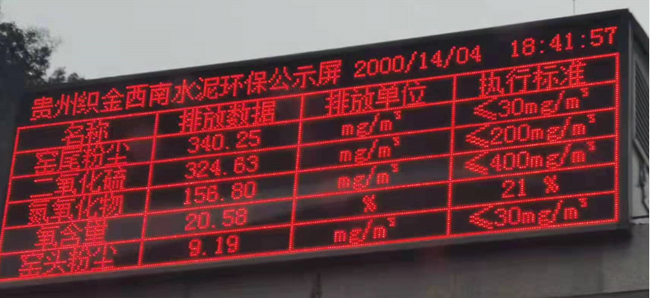 贵州织金西南水泥环保公示屏 2000/14/04 18:41:57
名称 排放数据 排放单位 执行标准
窑尾粉尘 340.25 mg/m³ ≤30mg/m³
二氧化硫 324.63 mg/m³ ≤200mg/m³
氮氧化物 156.80 mg/m³ ≤400mg/m³
氧含量 20.58 % 21 %
窑头粉尘 9.19 mg/m³ ≤30mg/m³